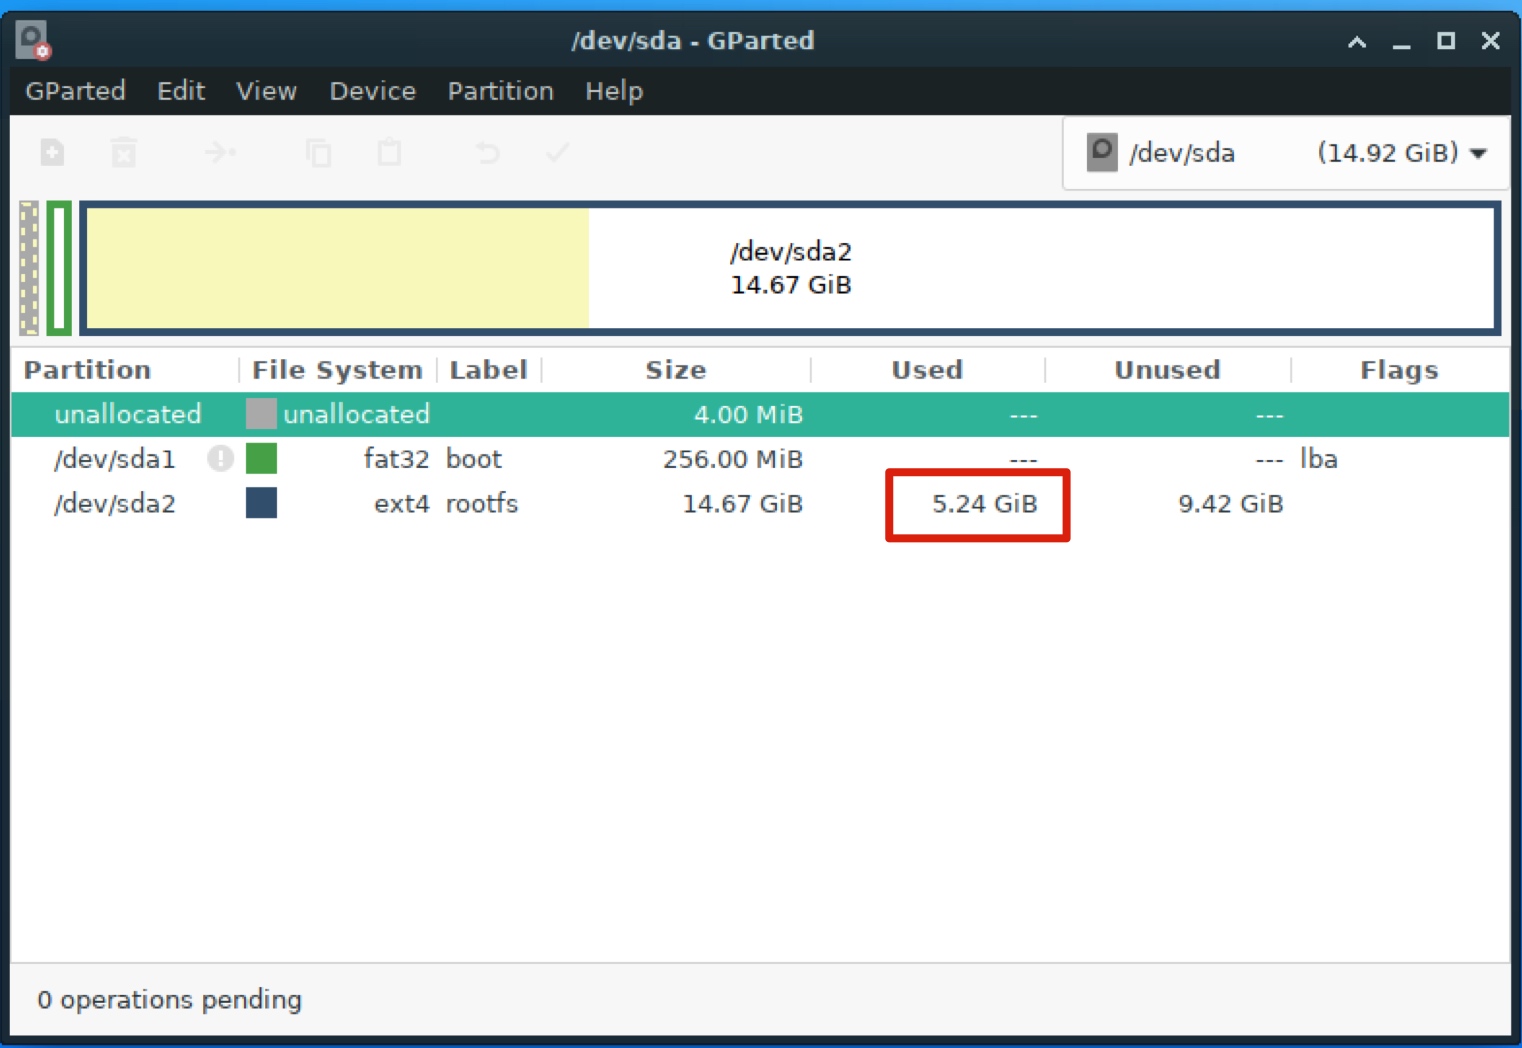 /dev/sda - GParted
GParted Edit View Device Partition Help
/dev/sda (14.92 GiB)
/dev/sda2
14.67 GiB
Partition File System Label Size Used Unused Flags
unallocated unallocated 4.00 MiB --- ---
/dev/sda1 fat32 boot 256.00 MiB --- --- lba
/dev/sda2 ext4 rootfs 14.67 GiB 5.24 GiB 9.42 GiB
0 operations pending